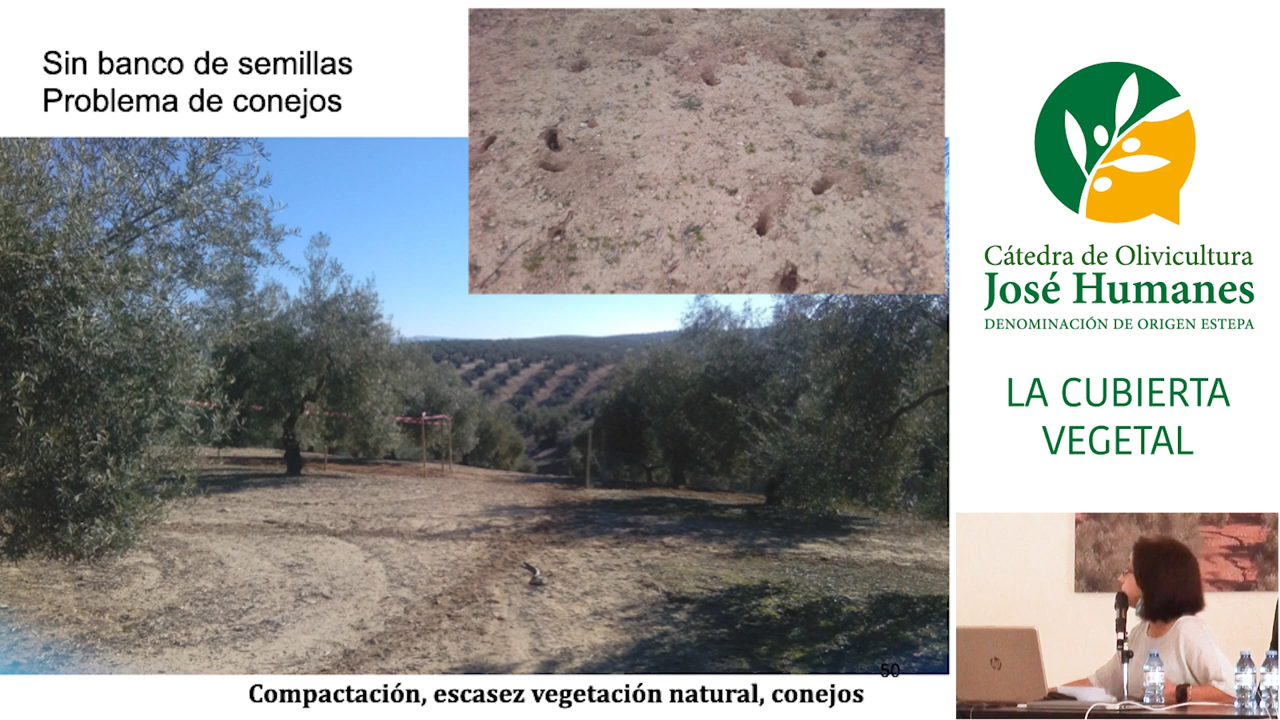 Sin banco de semillas
Problema de conejos
50
Compactación, escasez vegetación natural, conejos
Cátedra de Olivicultura
José Humanes
DENOMINACIÓN DE ORIGEN ESTEPA
LA CUBIERTA
VEGETAL
hp